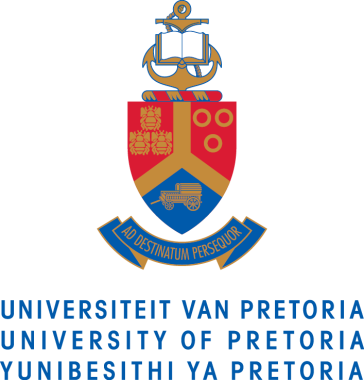 AD DESTINATUM PERSEQUOR
UNIVERSITEIT VAN PRETORIA
UNIVERSITY OF PRETORIA
YUNIBESITHI YA PRETORIA